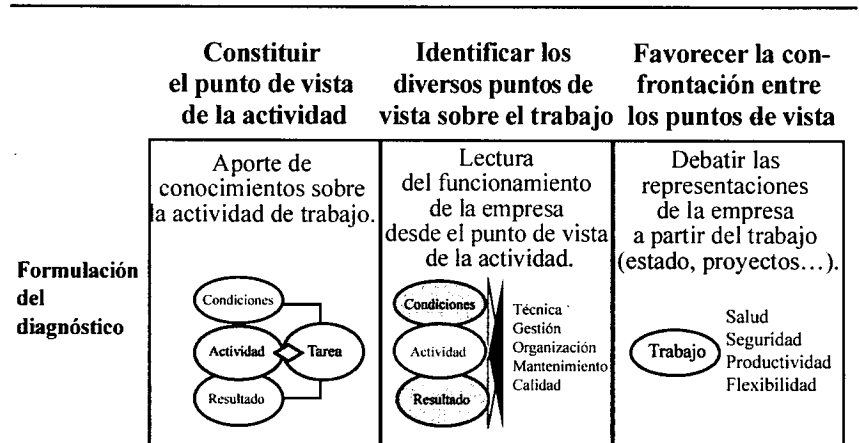 Constituir
el punto de vista
de la actividad
Identificar los
diversos puntos de
vista sobre el trabajo
Favorecer la con-
frontación entre
los puntos de vista
Formulación
del
diagnóstico
Aporte de
conocimientos sobre
la actividad de trabajo.
Condiciones
Actividad
Tarea
Resultado
Lectura
del funcionamiento
de la empresa
desde el punto de vista
de la actividad.
Condiciones
Actividad
Resultado
Técnica
Gestión
Organización
Mantenimiento
Calidad
Debatir las
representaciones
de la empresa
a partir del trabajo
(estado, proyectos...).
Trabajo
Salud
Seguridad
Productividad
Flexibilidad